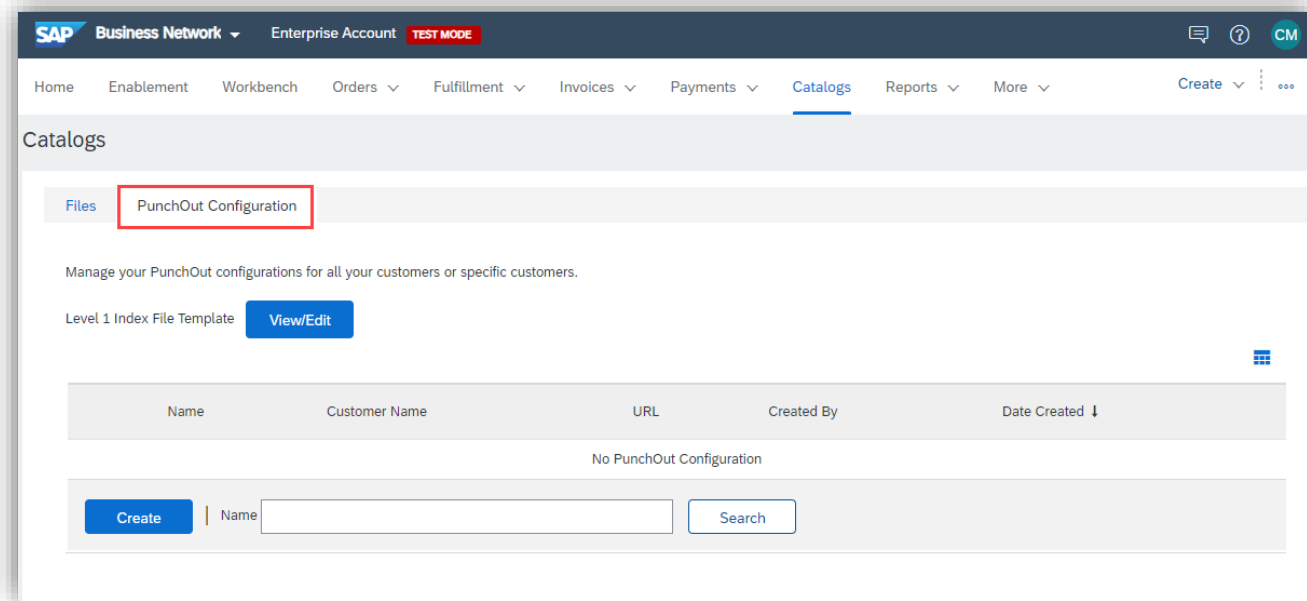 SAP Business Network Enterprise Account TEST MODE CM
Home Enablement Workbench Orders Fulfillment Invoices Payments Catalogs Reports More Create
Catalogs
Files PunchOut Configuration
Manage your PunchOut configurations for all your customers or specific customers.
Level 1 Index File Template View/Edit
Name Customer Name URL Created By Date Created ↓
No PunchOut Configuration
Create Name Search